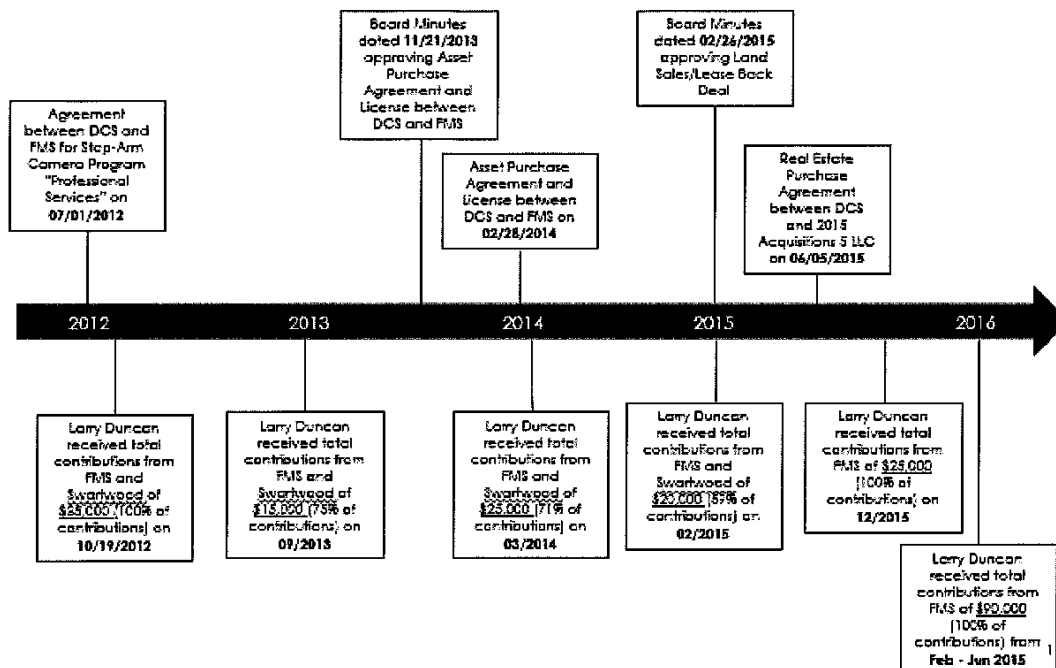 Agreement
between DCS and
FMS for Stop-Arm
Camera Program
"Professional
Services" on
07/01/2012
Board Minutes
dated 11/21/2013
approving Asset
Purchase
Agreement and
License between
DCS and FMS
Asset Purchase
Agreement and
License between
DCS and FMS on
02/28/2014
Board Minutes
dated 02/26/2015
approving Land
Sales/Lease Back
Deal
Real Estate
Purchase
Agreement
between DCS
and 2015
Acquisitions 5 LLC
on 06/05/2015
2012 2013 2014 2015 2016
Larry Duncan
received total
contributions from
FMS and
Swartwood of
(100% of
contributions) on
10/19/2012
Larry Duncan
received total
contributions from
FMS and
Swartwood of
$15,000 (75% of
contributions) on
09/2013
Larry Duncan
received total
contributions from
FMS and
Swartwood of
$25,000 (71% of
contributions) on
03/2014
Larry Duncan
received total
contributions from
FMS and
Swartwood of
$20,000 (57% of
contributions) on
02/2015
Larry Duncan
received total
contributions from
FMS of $25,000
(100% of
contributions) on
12/2015
Larry Duncan
received total
contributions from
FMS of $90,000
(100% of
contributions) from
Feb - Jun 2015